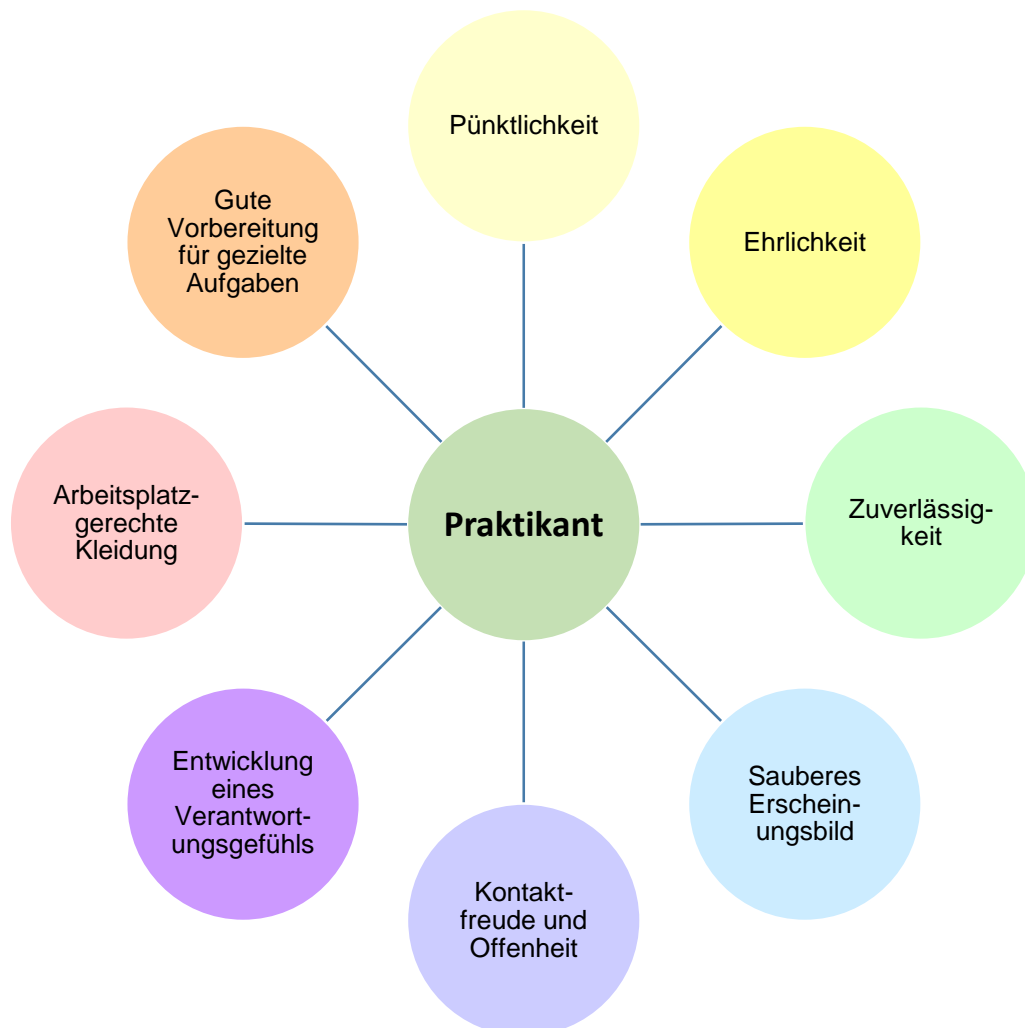 Pünktlichkeit
Ehrlichkeit
Zuverlässig-
keit
Sauberes
Erschein-
ungsbild
Kontakt-
freude und
Offenheit
Entwicklung
eines
Verantwort-
ungsgefühls
Arbeitsplatz-
gerechte
Kleidung
Gute
Vorbereitung
für gezielte
Aufgaben
Praktikant